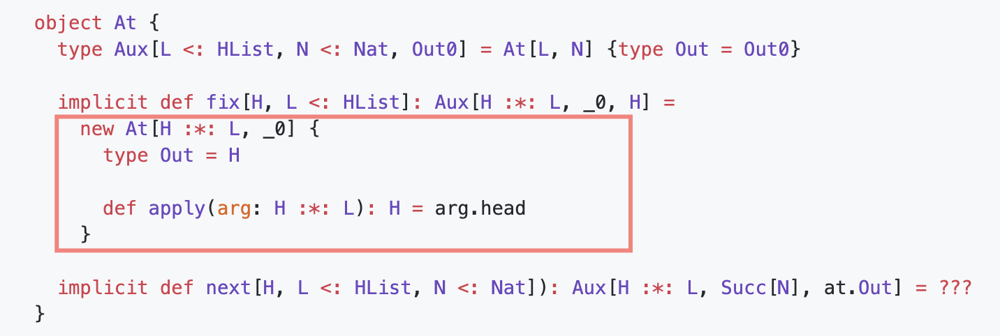 object At {
  type Aux[L <: HList, N <: Nat, Out0] = At[L, N] {type Out = Out0}
  implicit def fix[H, L <: HList]: Aux[H :*: L, _0, H] =
    new At[H :*: L, _0] {
      type Out = H
      def apply(arg: H :*: L): H = arg.head
    }
  implicit def next[H, L <: HList, N <: Nat]): Aux[H :*: L, Succ[N], at.Out] = ???
}